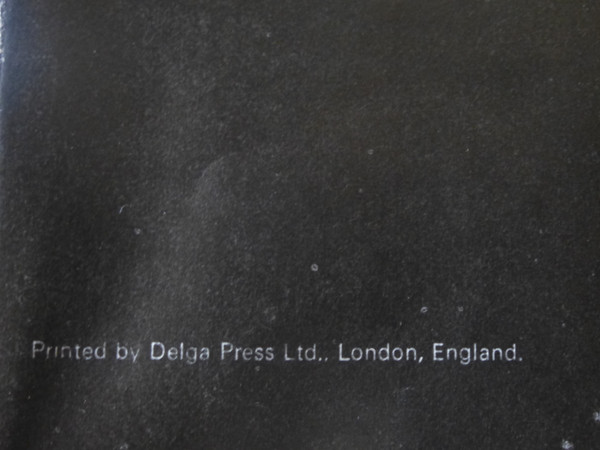 Printed by Delga Press Ltd., London, England.